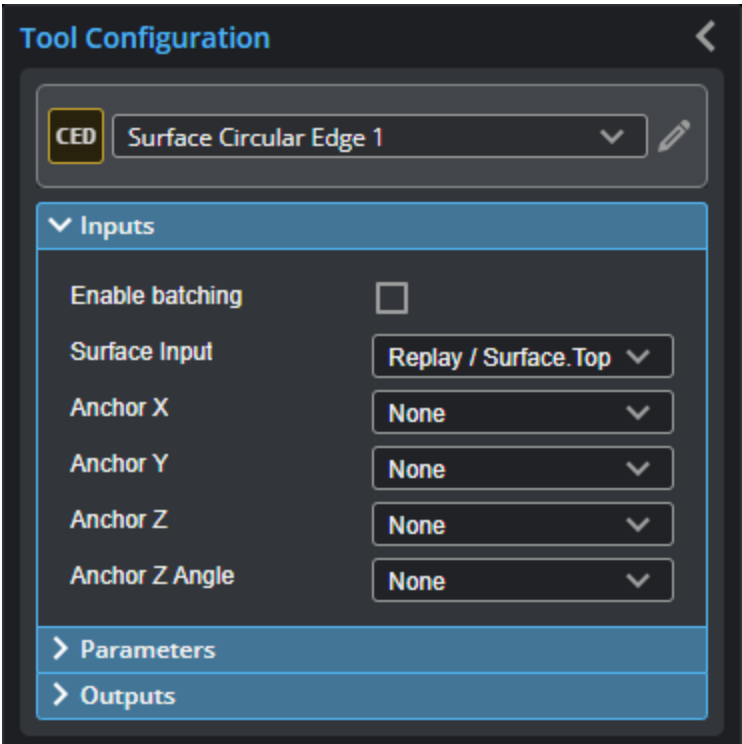 Tool Configuration
CED Surface Circular Edge 1
Inputs
Enable batching
Surface Input Replay / Surface.Top
Anchor X None
Anchor Y None
Anchor Z None
Anchor Z Angle None
Parameters
Outputs